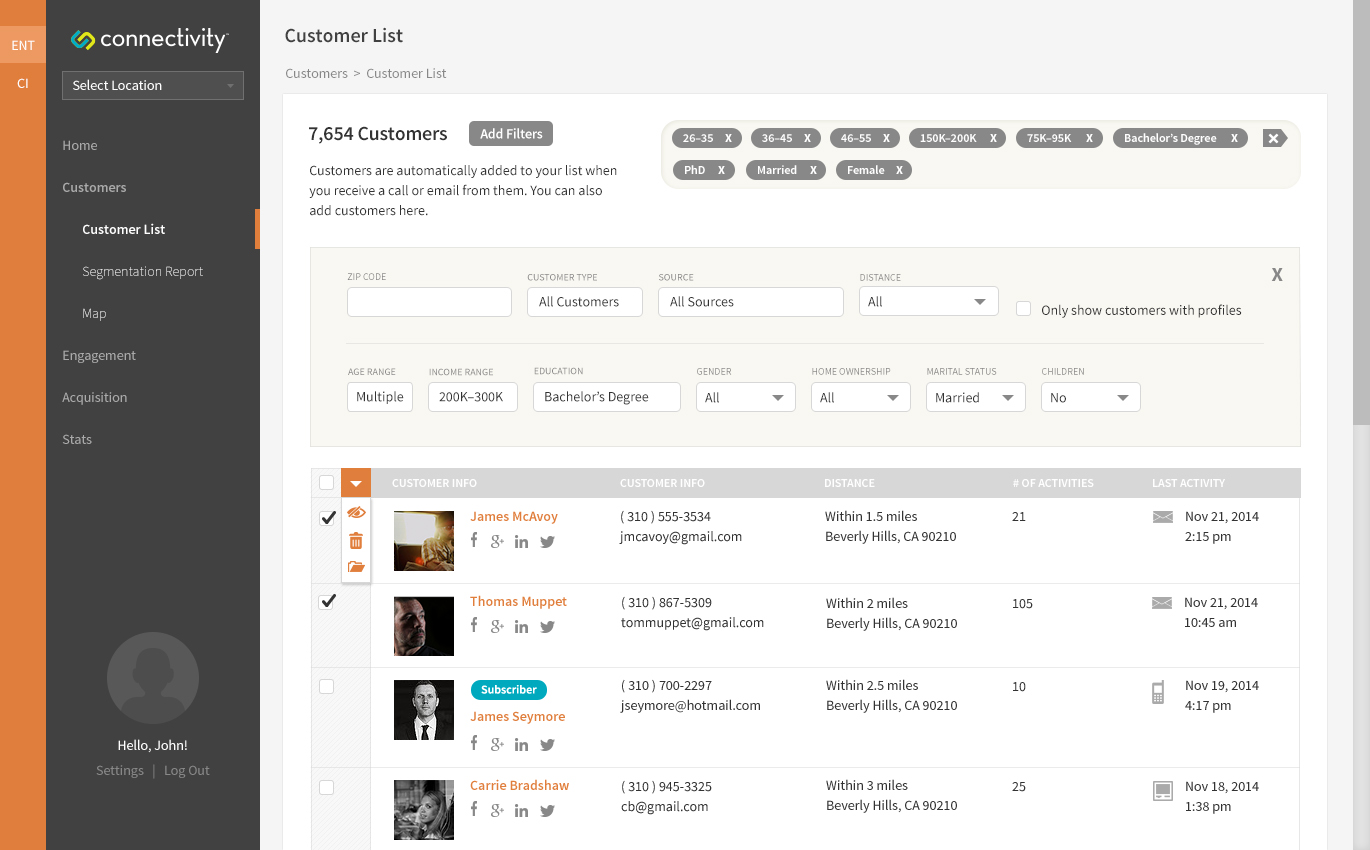 ENT
CI
connectivity
Select Location
Home
Customers
Customer List
Segmentation Report
Map
Engagement
Acquisition
Stats
Hello, John!
Settings | Log Out
Customer List
Customers > Customer List
7,654 Customers
Add Filters
Customers are automatically added to your list when
you receive a call or email from them. You can also
add customers here.
26–35 X 36–45 X 46–55 X 150K–200K X 75K–95K X Bachelor's Degree X
PhD X Married X Female X
X
ZIP CODE CUSTOMER TYPE SOURCE DISTANCE
All Customers All Sources All Only show customers with profiles
AGE RANGE INCOME RANGE EDUCATION GENDER HOME OWNERSHIP MARITAL STATUS CHILDREN
Multiple 200K–300K Bachelor's Degree All All Married No
CUSTOMER INFO CUSTOMER INFO DISTANCE # OF ACTIVITIES LAST ACTIVITY
James McAvoy ( 310 ) 555-3534 Within 1.5 miles 21 Nov 21, 2014
jmcavoy@gmail.com Beverly Hills, CA 90210 2:15 pm
Thomas Muppet ( 310 ) 867-5309 Within 2 miles 105 Nov 21, 2014
tommuppet@gmail.com Beverly Hills, CA 90210 10:45 am
Subscriber ( 310 ) 700-2297 Within 2.5 miles 10 Nov 19, 2014
jseymore@hotmail.com Beverly Hills, CA 90210 4:17 pm
James Seymore
Carrie Bradshaw ( 310 ) 945-3325 Within 3 miles 25 Nov 18, 2014
cb@gmail.com Beverly Hills, CA 90210 1:38 pm